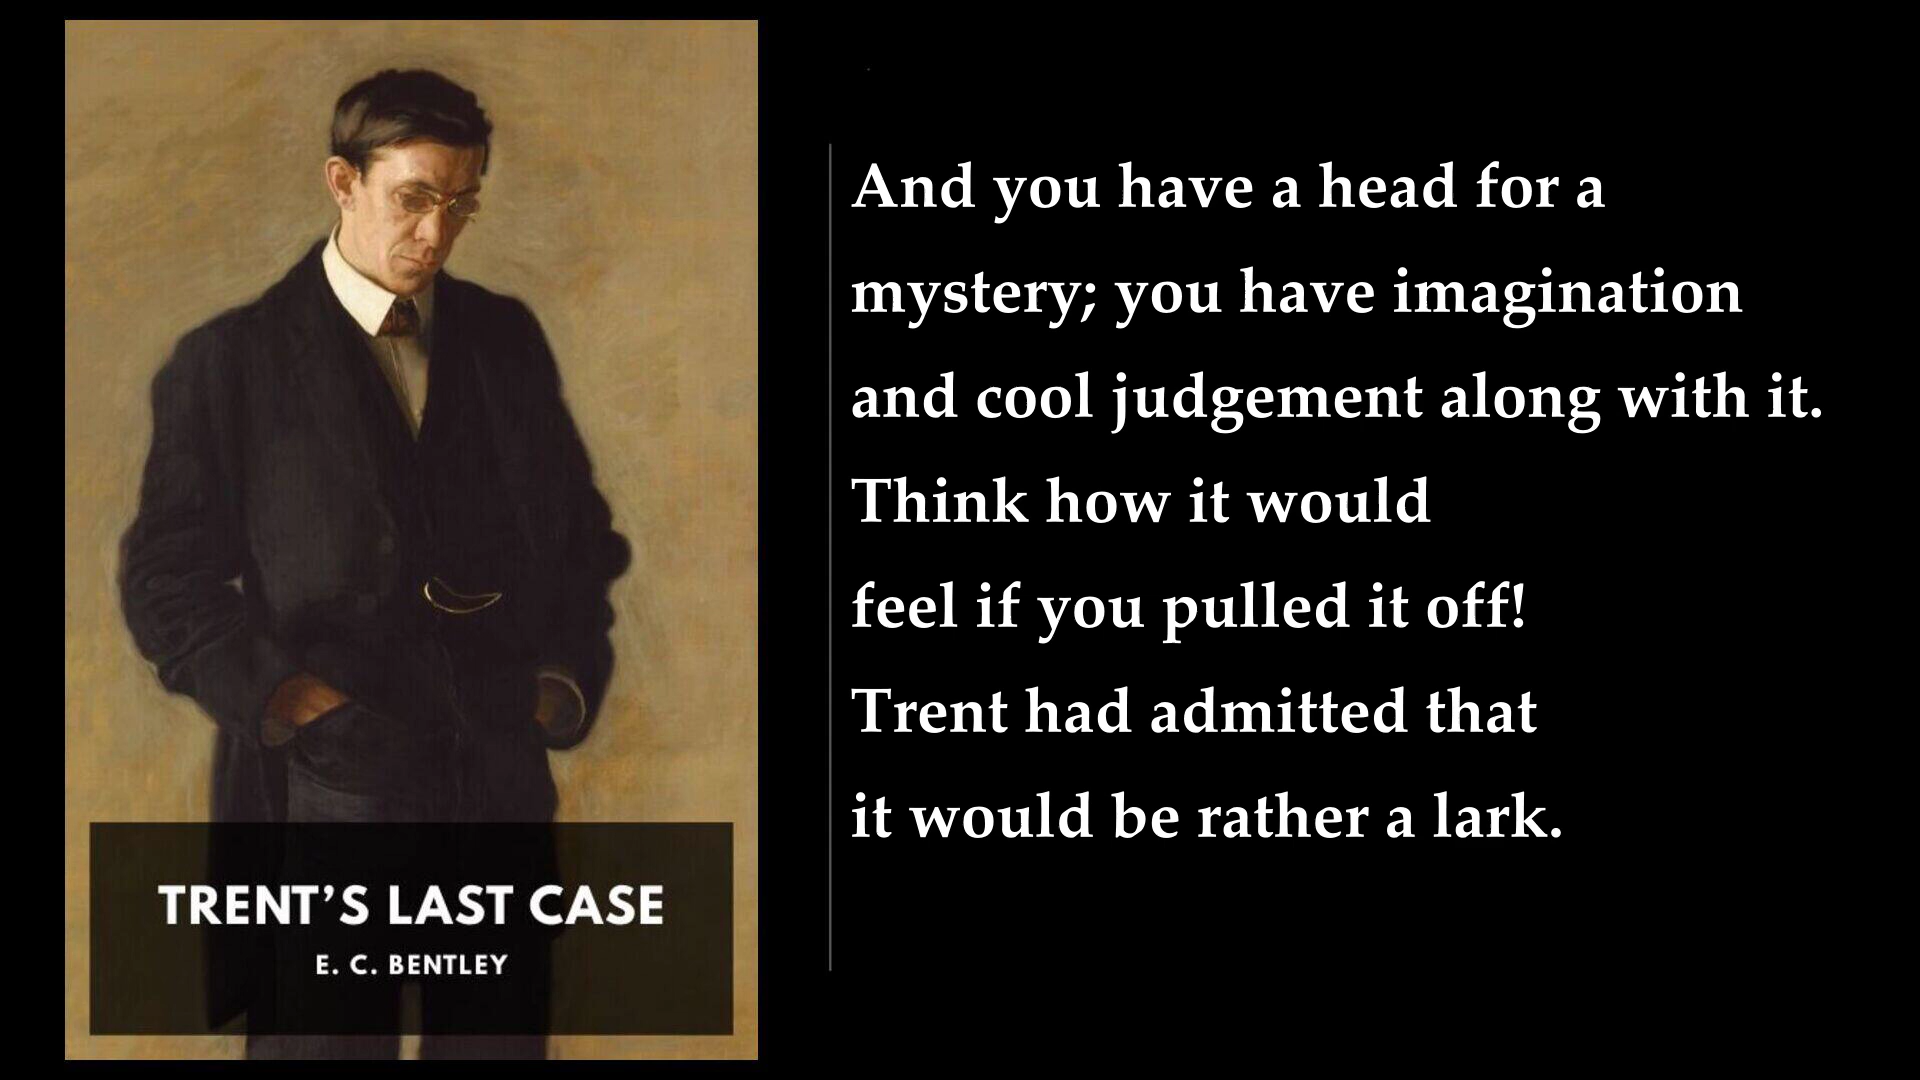 TRENT’S LAST CASE
E. C. BENTLEY
And you have a head for a
mystery; you have imagination
and cool judgement along with it.
Think how it would
feel if you pulled it off!
Trent had admitted that
it would be rather a lark.